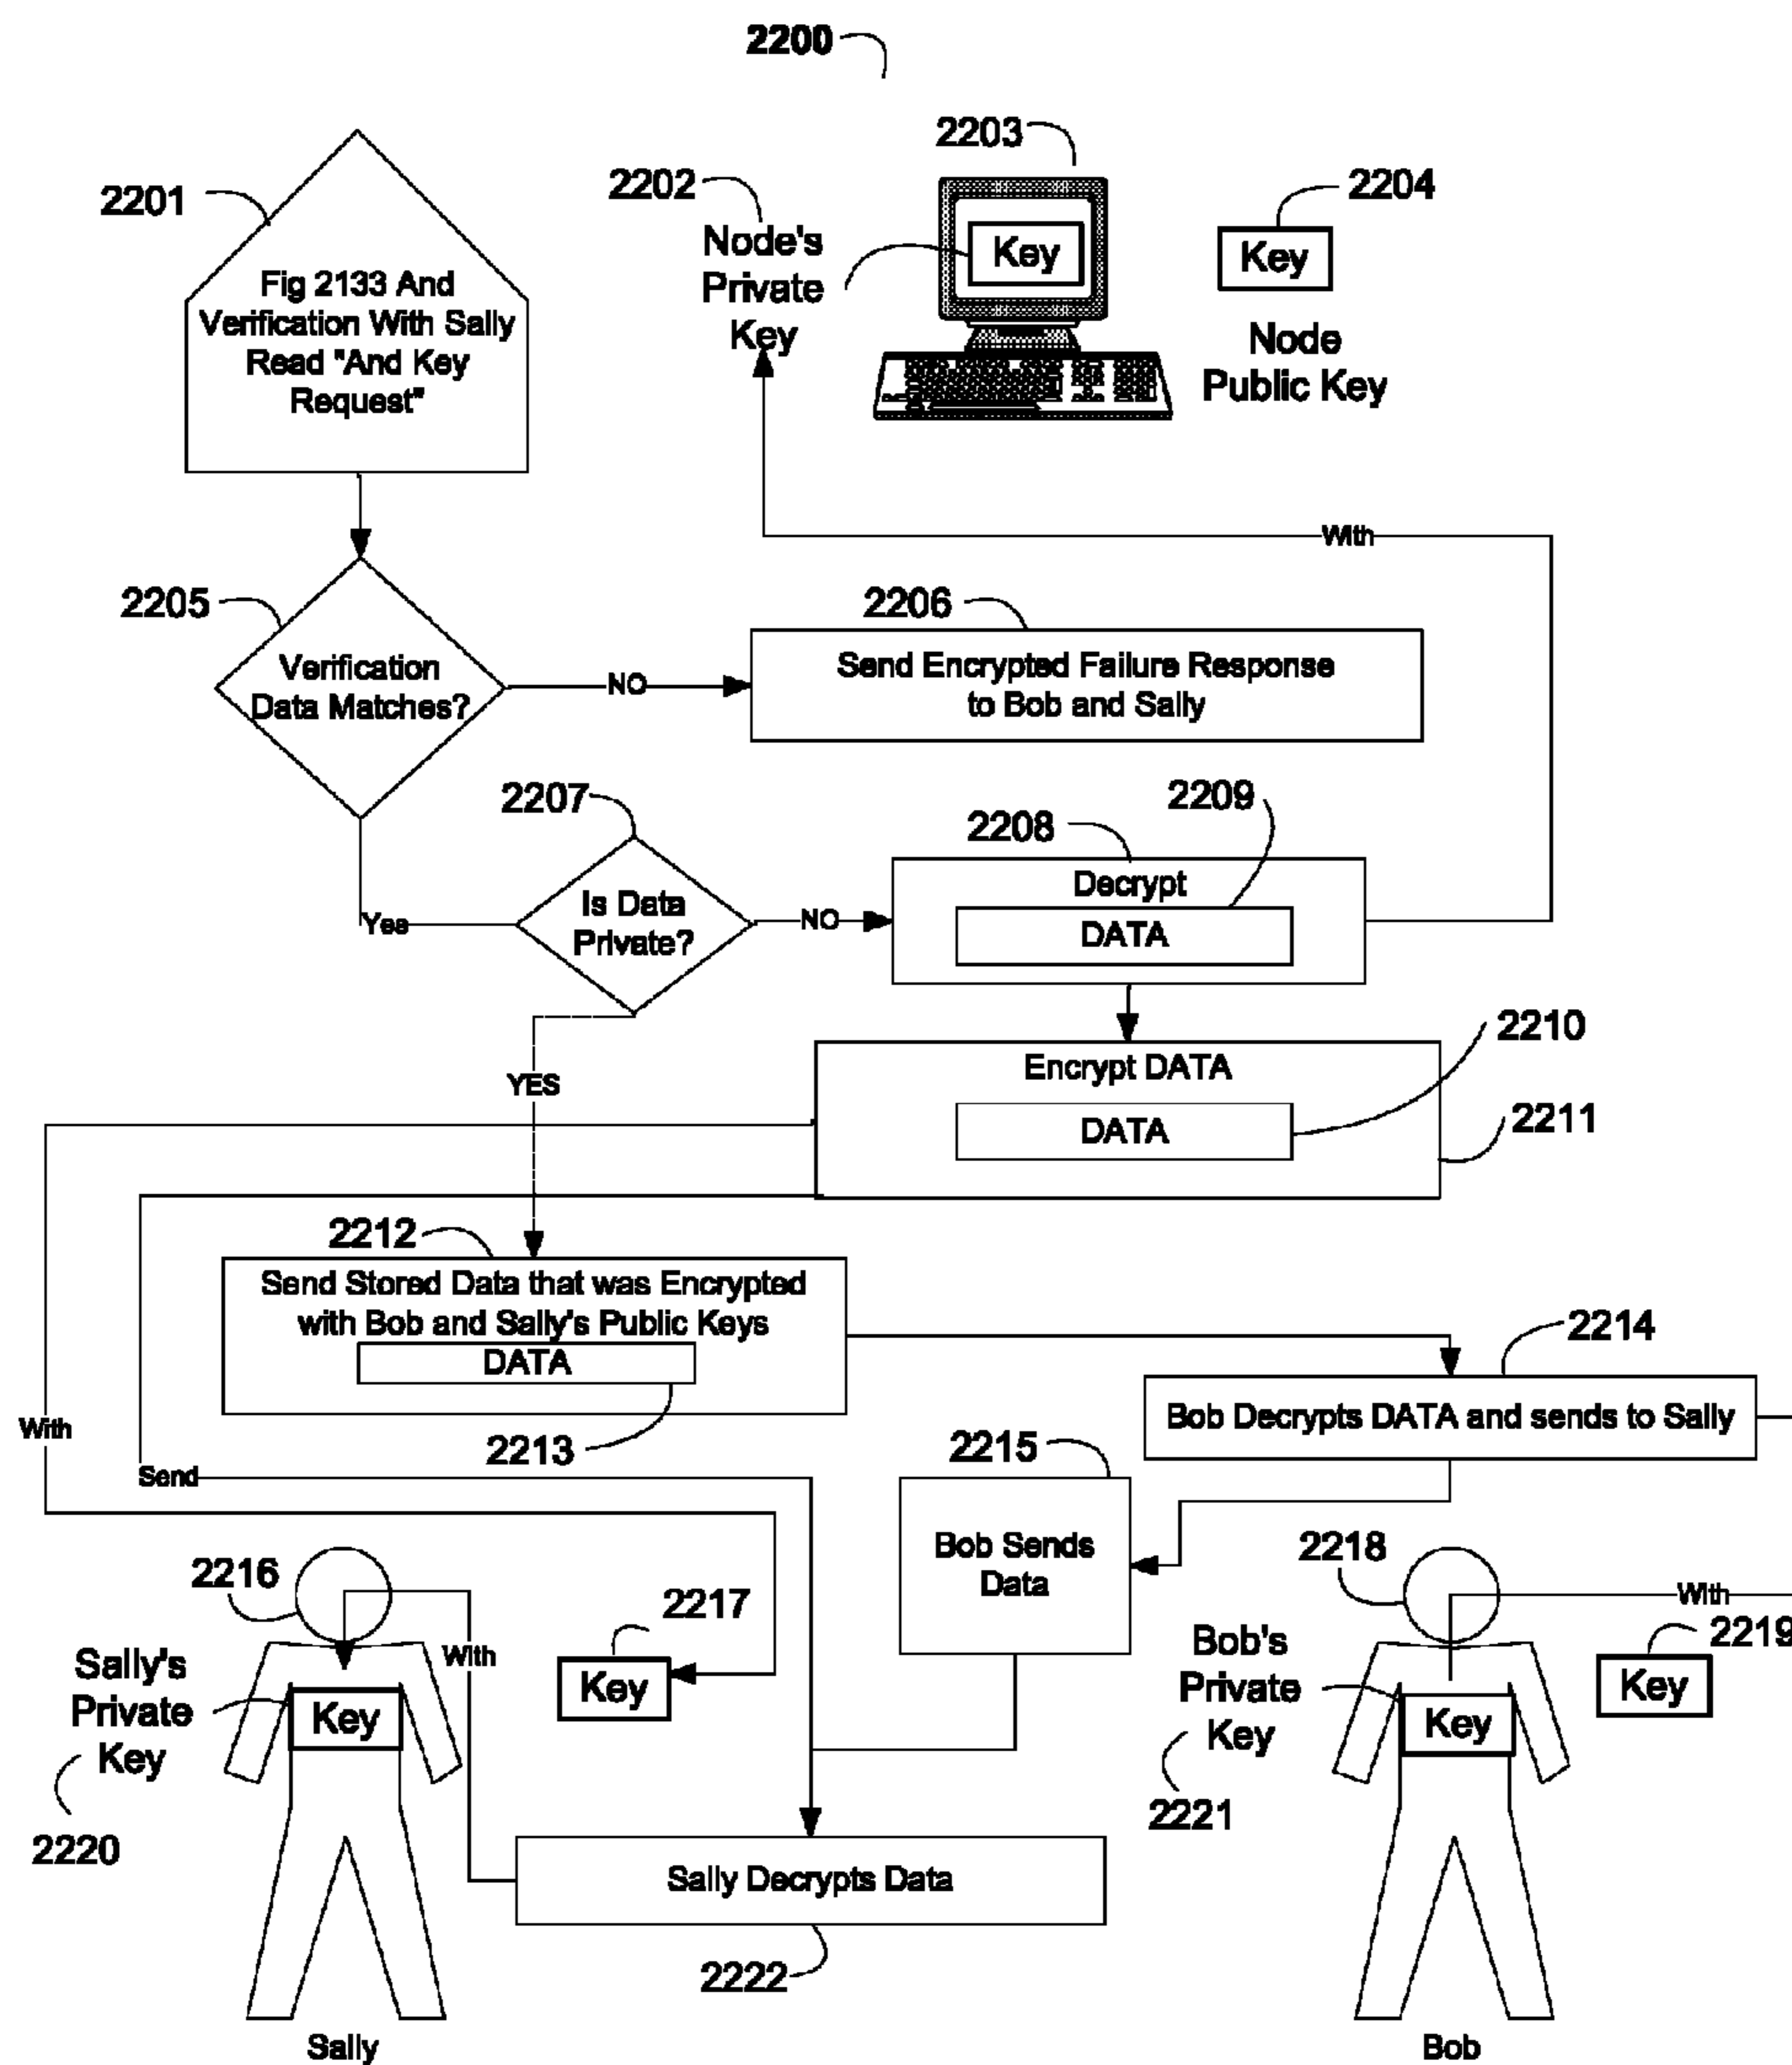 2200
2203
2201
2202
2204
Node's
Private
Key
Key
Key
Node
Public Key
Fig 2133 And
Verification With Sally
Read "And Key
Request"
With
2205
2206
Verification
Data Matches?
NO
Send Encrypted Failure Response
to Bob and Sally
2207
2209
2208
Yes
Is Data
Private?
NO
Decrypt
DATA
2210
YES
Encrypt DATA
DATA
2211
2212
Send Stored Data that was Encrypted
with Bob and Sally's Public Keys
DATA
2213
2214
Bob Decrypts DATA and sends to Sally
With
Send
2215
Bob Sends
Data
2216
2217
2218
With
2219
Sally's
Private
Key
Key
With
Key
Bob's
Private
Key
Key
Key
2220
2221
Sally Decrypts Data
2222
Sally
Bob